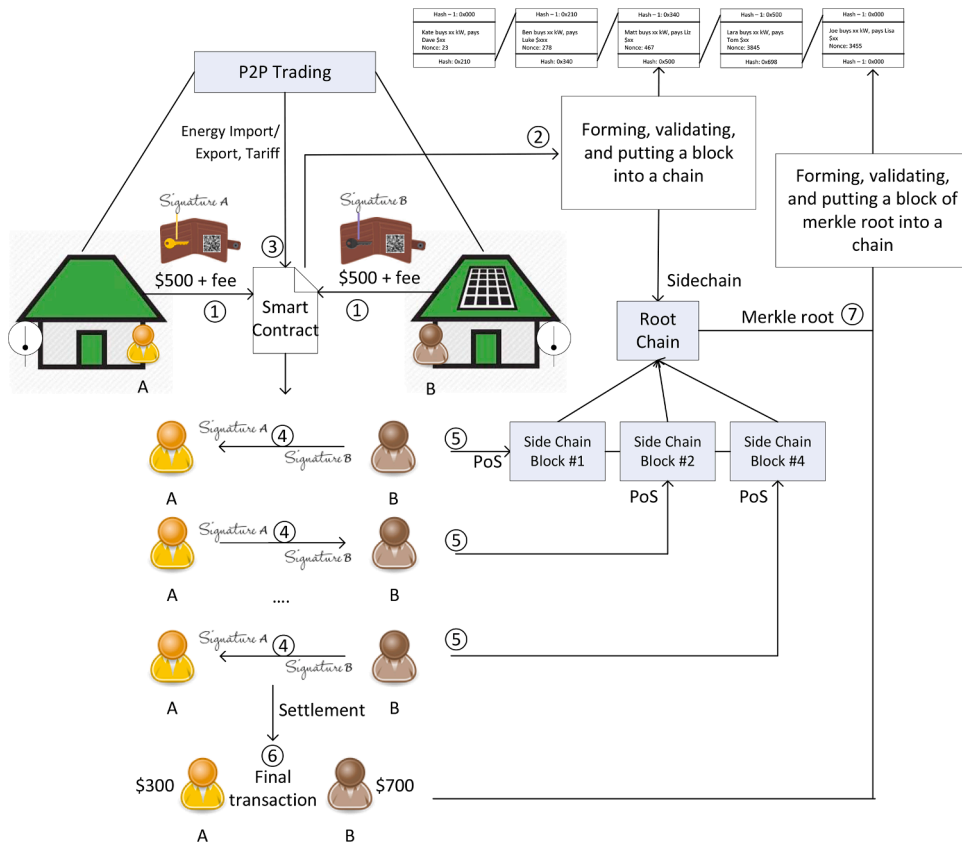 Hash – 1: 0x000
Kate buys xx kW, pays
Dave $xx
Nonce: 23
Hash: 0x210
Hash – 1: 0x210
Ben buys xx kW, pays
Luke $xxx
Nonce: 278
Hash: 0x340
Hash – 1: 0x340
Matt buys xx kW, pays Liz
$xx
Nonce: 467
Hash: 0x500
Hash – 1: 0x500
Lara buys xx kW, pays
Tom $xx
Nonce: 3845
Hash: 0x698
Hash – 1: 0x000
Joe buys xx kW, pays Lisa
$xx
Nonce: 3455
Hash – 1: 0x000
P2P Trading
Energy Import/
Export, Tariff
2
Forming, validating,
and putting a block
into a chain
Forming, validating,
and putting a block of
merkle root into a
chain
Signature A
Signature B
3
$500 + fee
$500 + fee
1
1
Smart
Contract
A
B
Sidechain
Root
Chain
Merkle root 7
Signature A 4
Signature B
A
B
5
PoS
Side Chain
Block #1
Side Chain
Block #2
Side Chain
Block #4
PoS
PoS
Signature A 4
Signature B
A
B
5
....
Signature A 4
Signature B
A
B
5
Settlement
6
Final
transaction
$300
$700
A
B